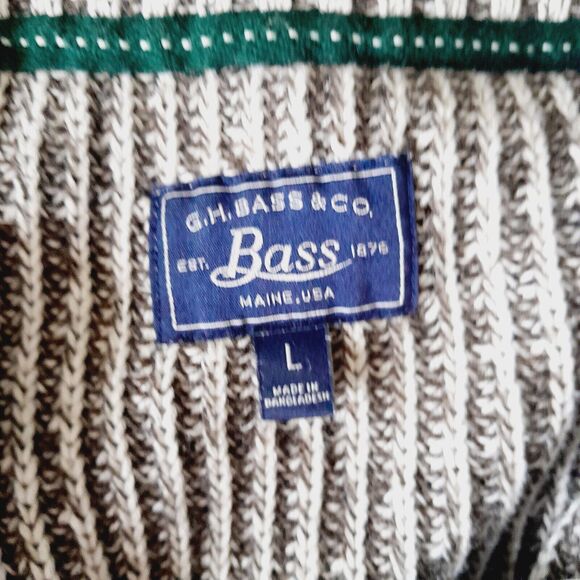 G.H. BASS & CO.
EST. Bass 1876
MAINE, USA
L
MADE IN
BANGLADESH